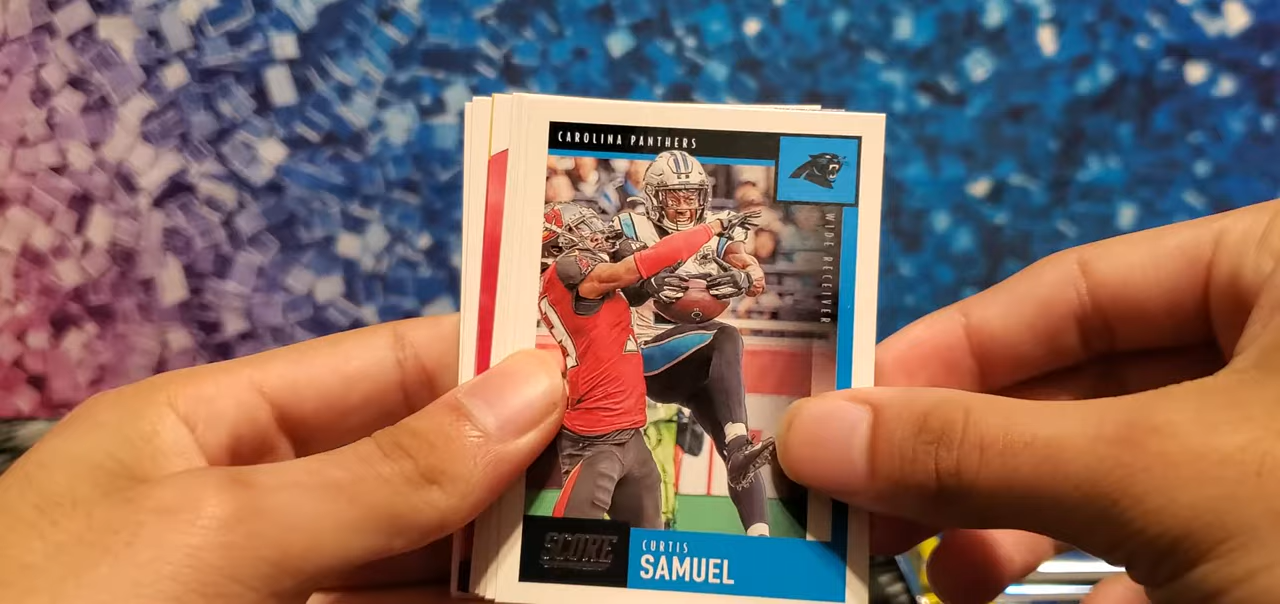 CAROLINA PANTHERS
WIDE RECEIVER
SCORE
CURTIS
SAMUEL